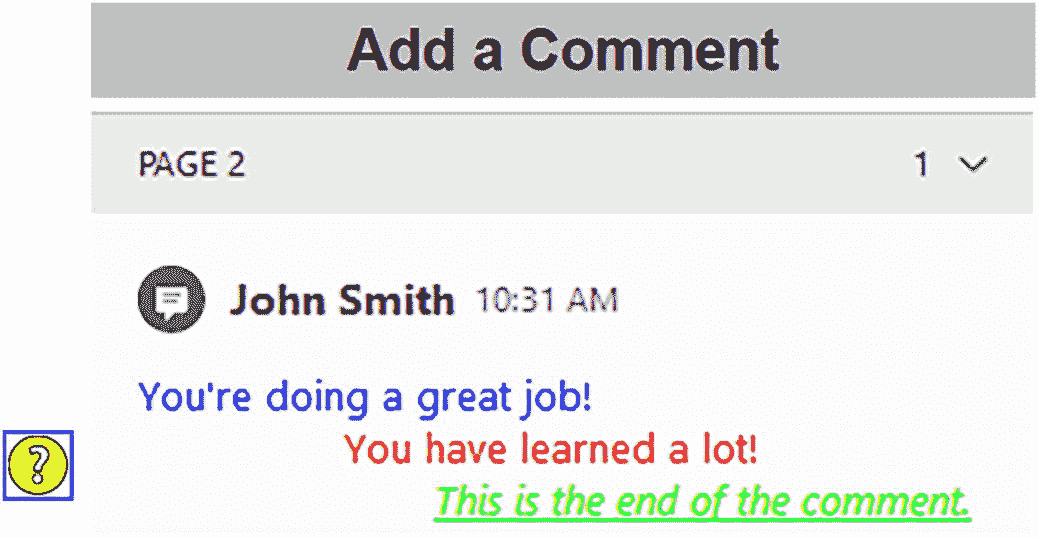 Add a Comment
PAGE 2 1
John Smith 10:31 AM
You're doing a great job!
You have learned a lot!
?
This is the end of the comment.